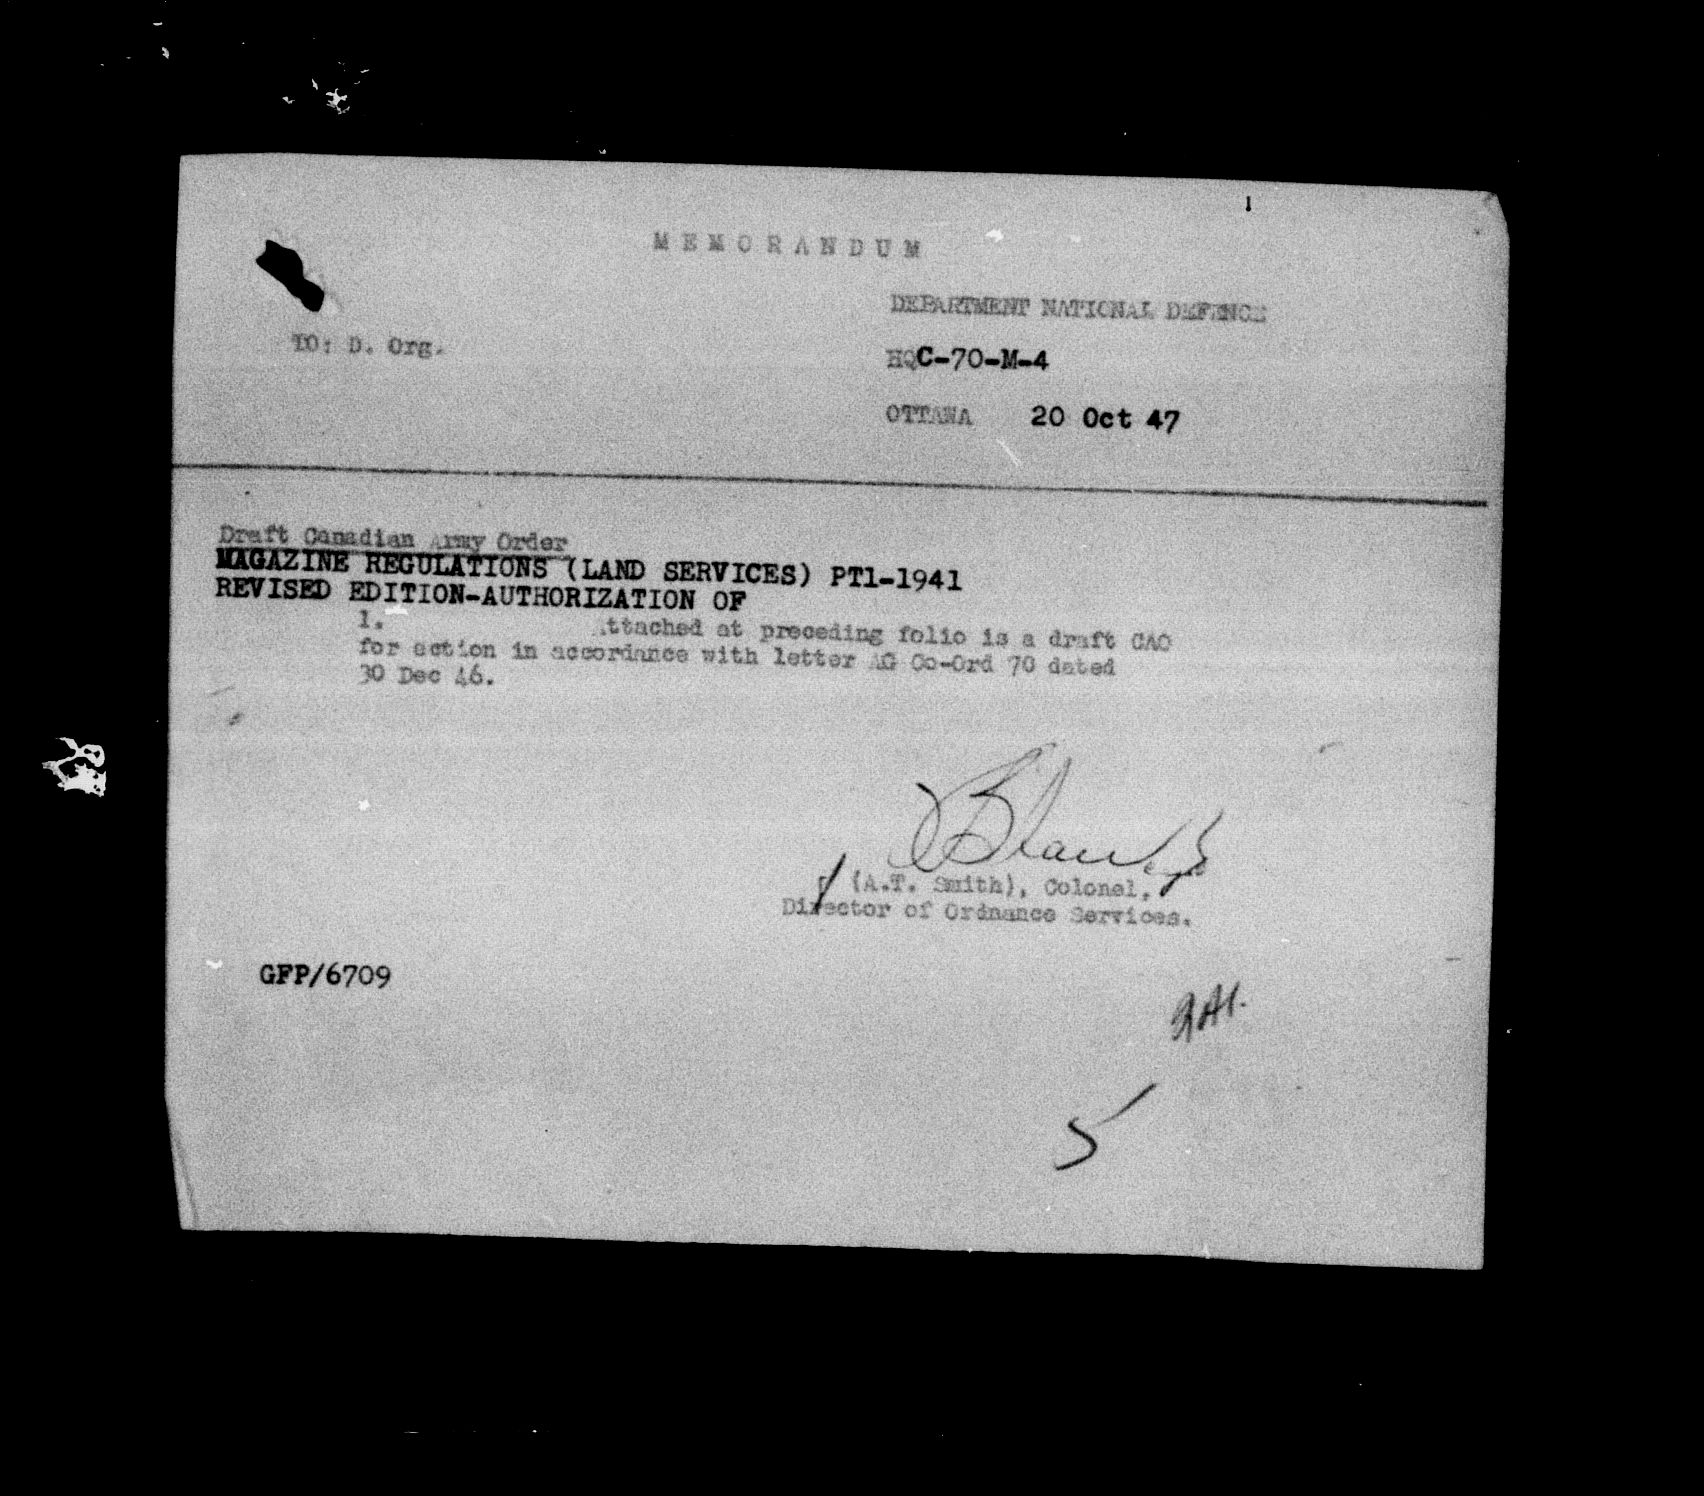 MEMORANDUM
DEPARTMENT NATIONAL DEFENCE
TO: D. Org.
HQC-70-M-4
OTTAWA 20 Oct 47
Draft Canadian Army Order
MAGAZINE REGULATIONS (LAND SERVICES) PT1-1941
REVISED EDITION-AUTHORIZATION OF
1. Attached at preceding folio is a draft CAO
for action in accordance with letter AG Co-Ord 70 dated
30 Dec 46.
(A.T. Smith), Colonel,
Director of Ordnance Services.
GFP/6709
5